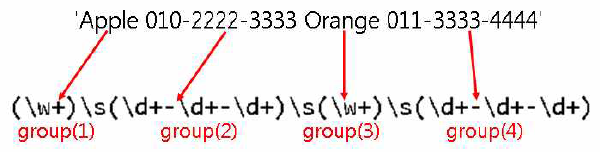 'Apple 010-2222-3333 Orange 011-3333-4444'
(\w+)\s(\d+-\d+-\d+)\s(\w+)\s(\d+-\d+-\d+)
group(1) group(2) group(3) group(4)